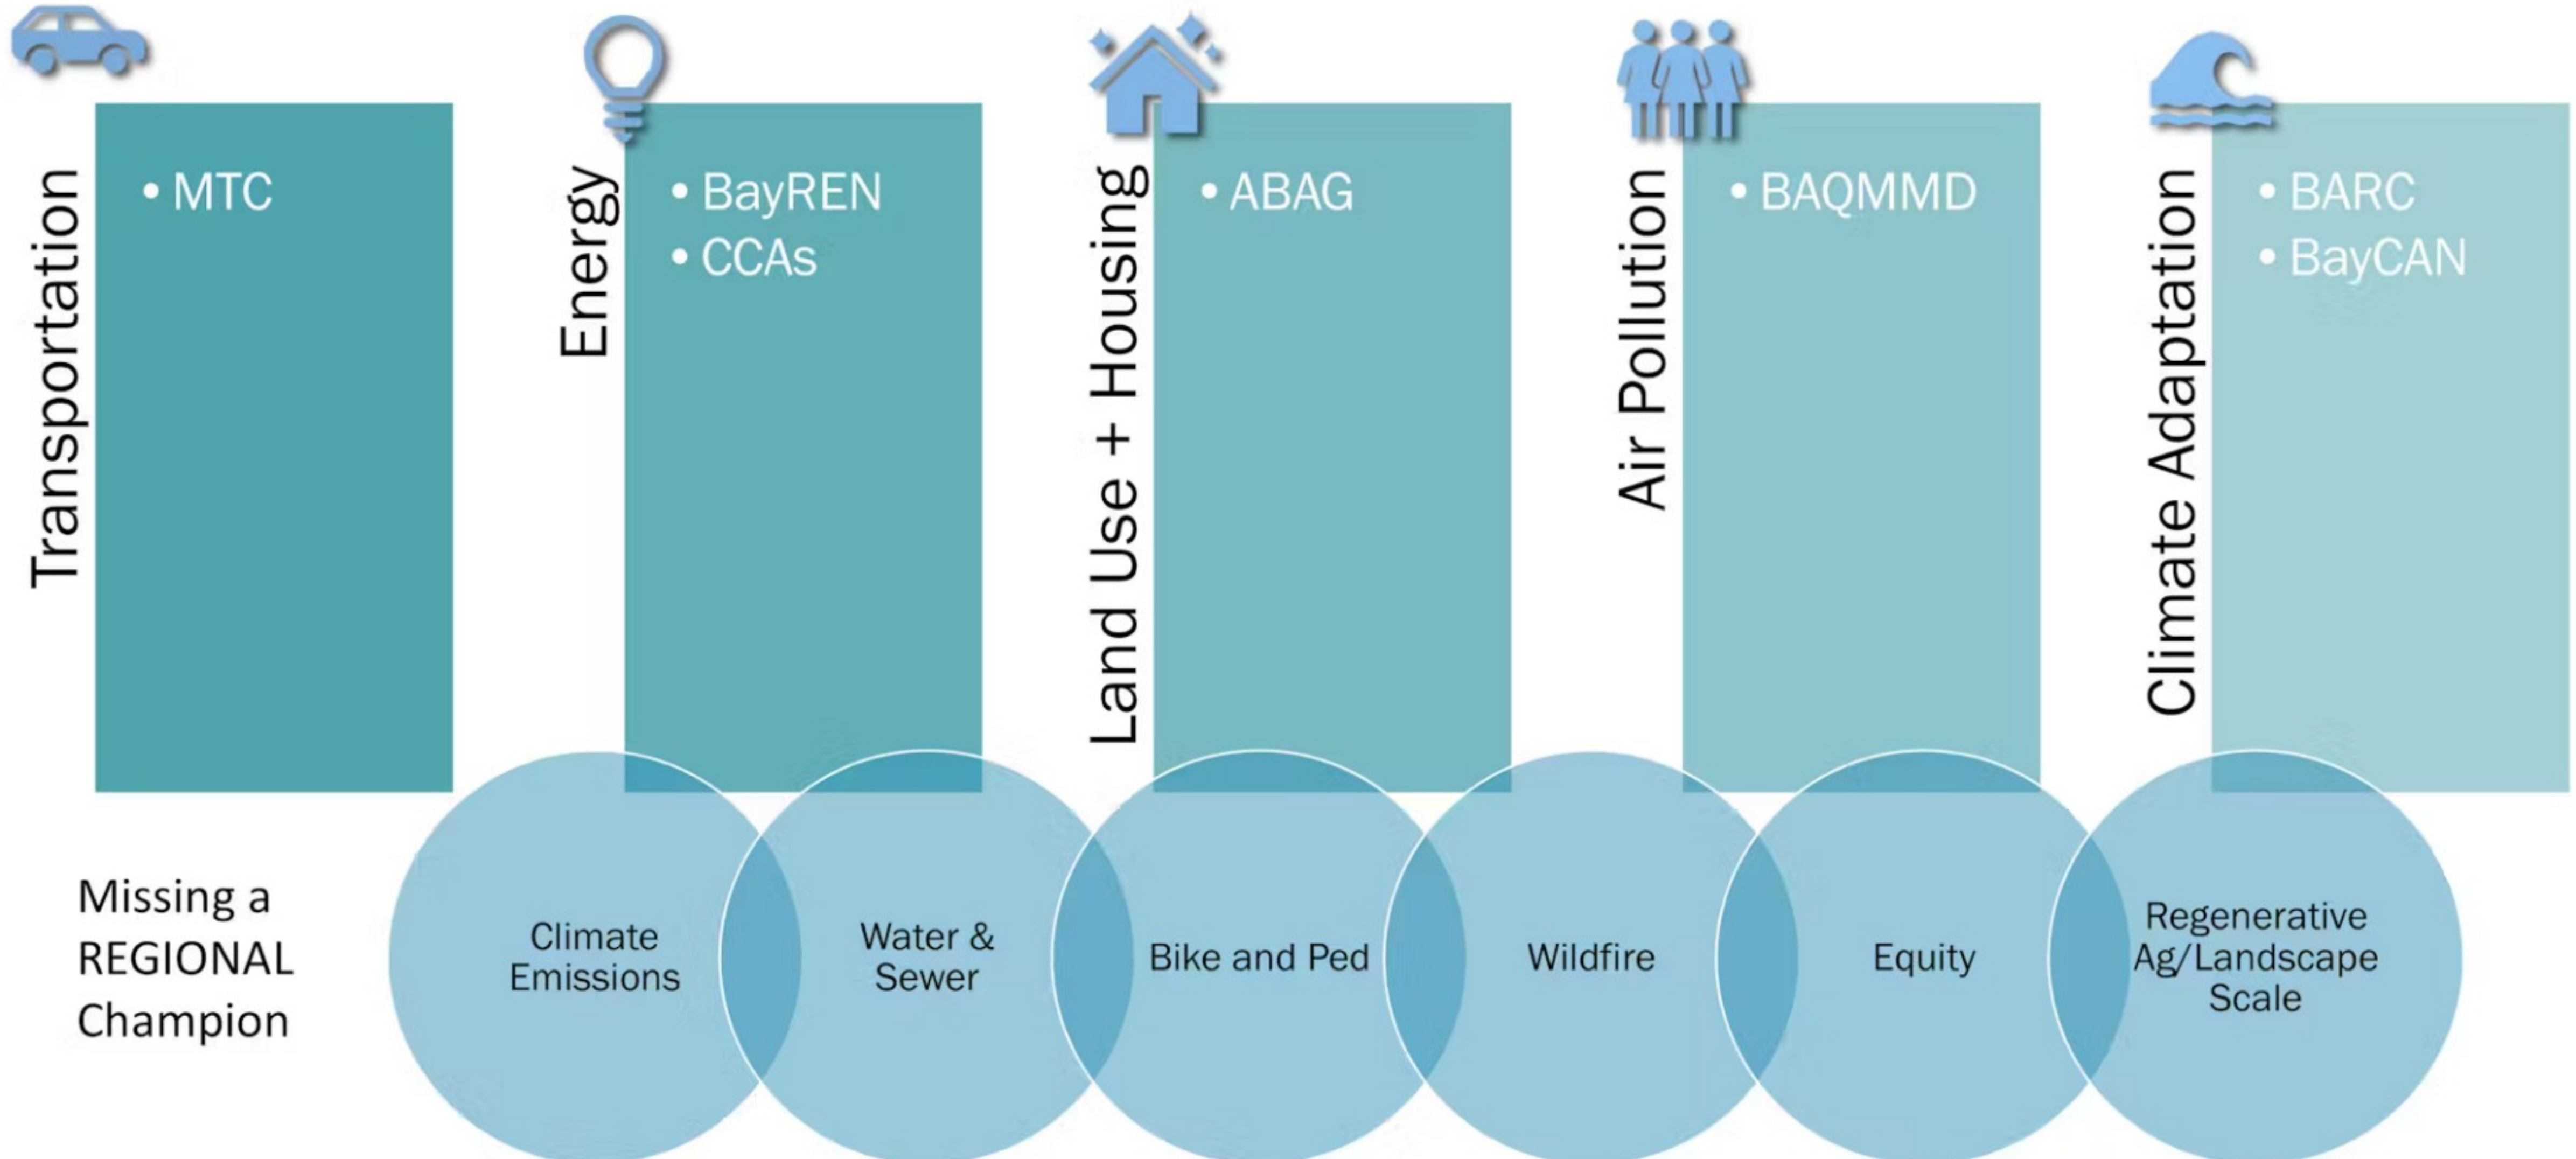 Transportation
• MTC
Energy
• BayREN
• CCAs
Land Use + Housing
• ABAG
Air Pollution
• BAQMMD
Climate Adaptation
• BARC
• BayCAN
Missing a
REGIONAL
Champion
Climate
Emissions
Water &
Sewer
Bike and Ped
Wildfire
Equity
Regenerative
Ag/Landscape
Scale